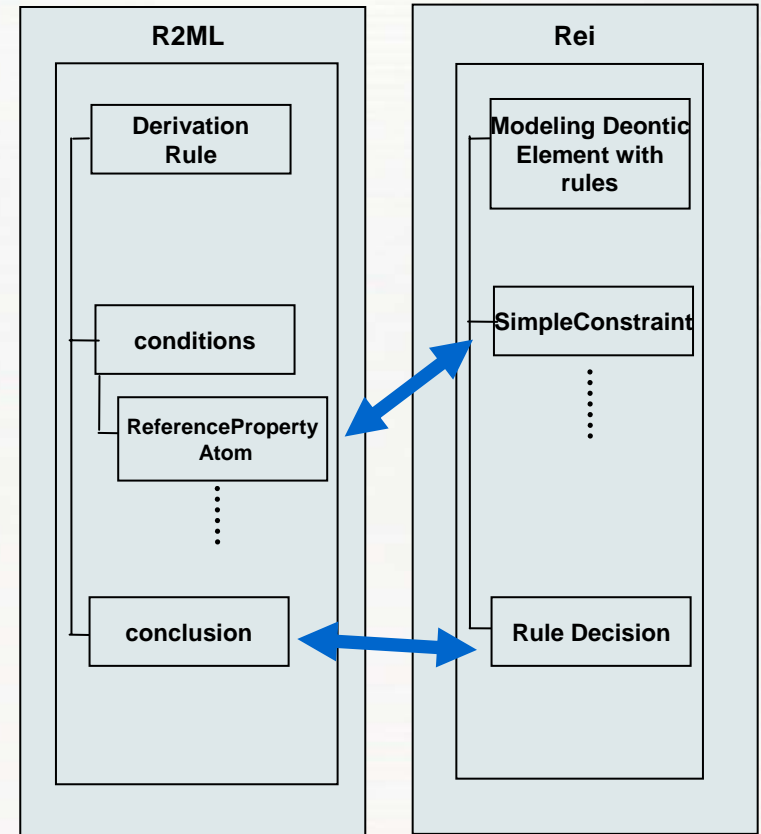 R2ML
Derivation
Rule
conditions
ReferenceProperty
Atom
conclusion
Rei
Modeling Deontic
Element with
rules
SimpleConstraint
Rule Decision